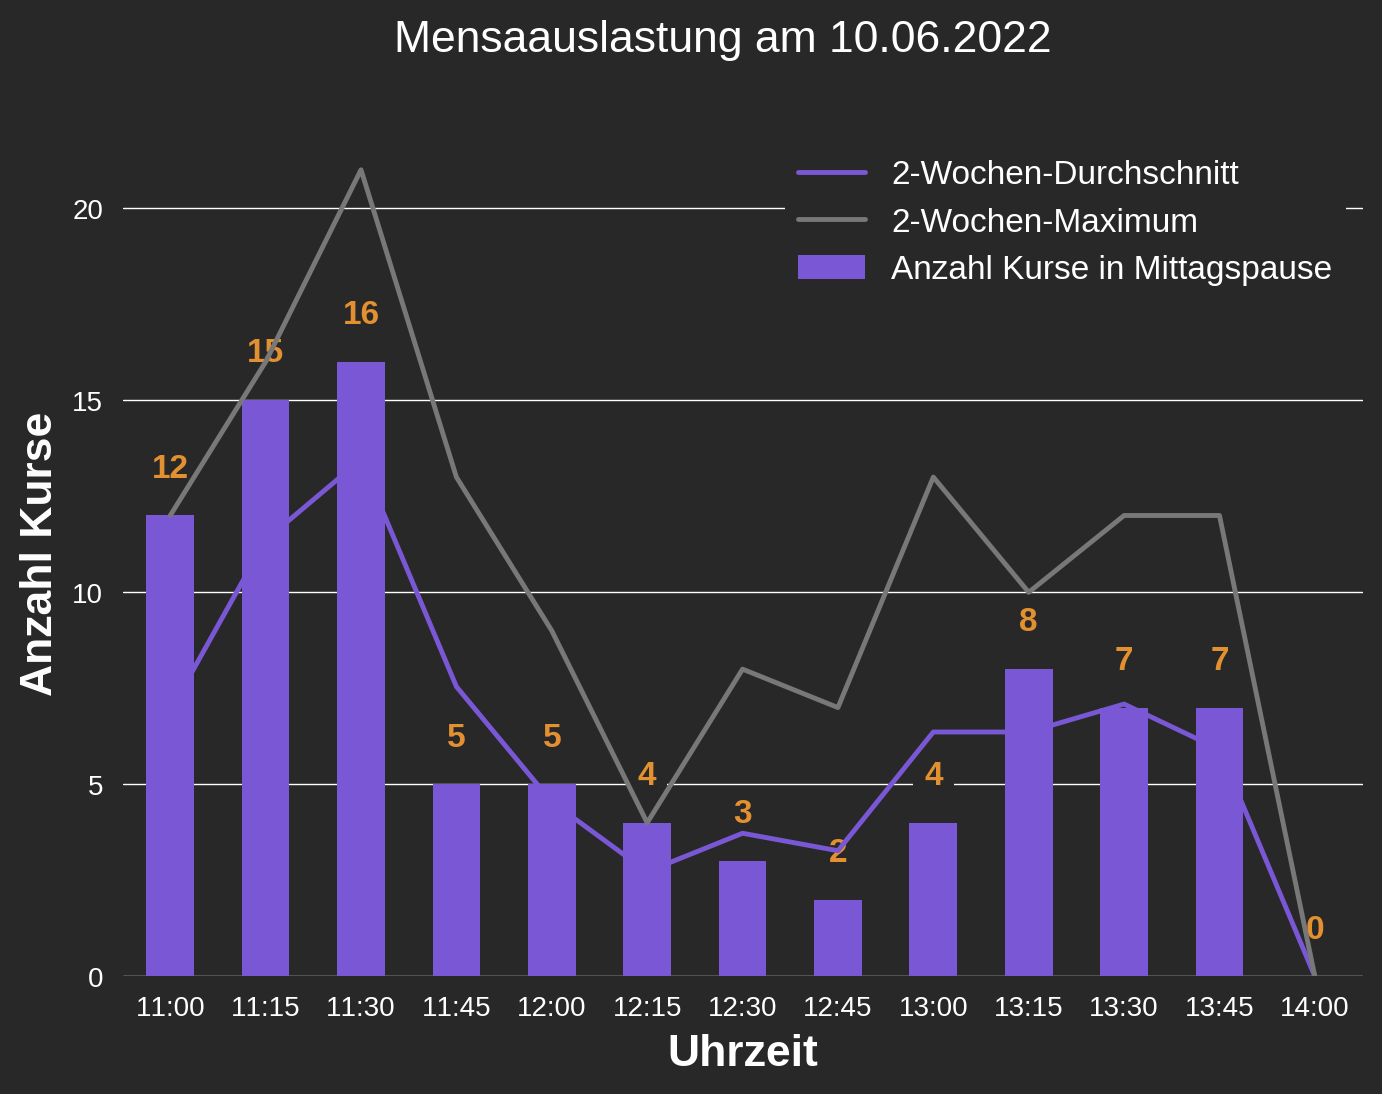 Mensaauslastung am 10.06.2022
2-Wochen-Durchschnitt
2-Wochen-Maximum
Anzahl Kurse in Mittagspause
Anzahl Kurse
20
15
10
5
0
12
15
16
5
5
4
3
2
4
8
7
7
0
11:00 11:15 11:30 11:45 12:00 12:15 12:30 12:45 13:00 13:15 13:30 13:45 14:00
Uhrzeit